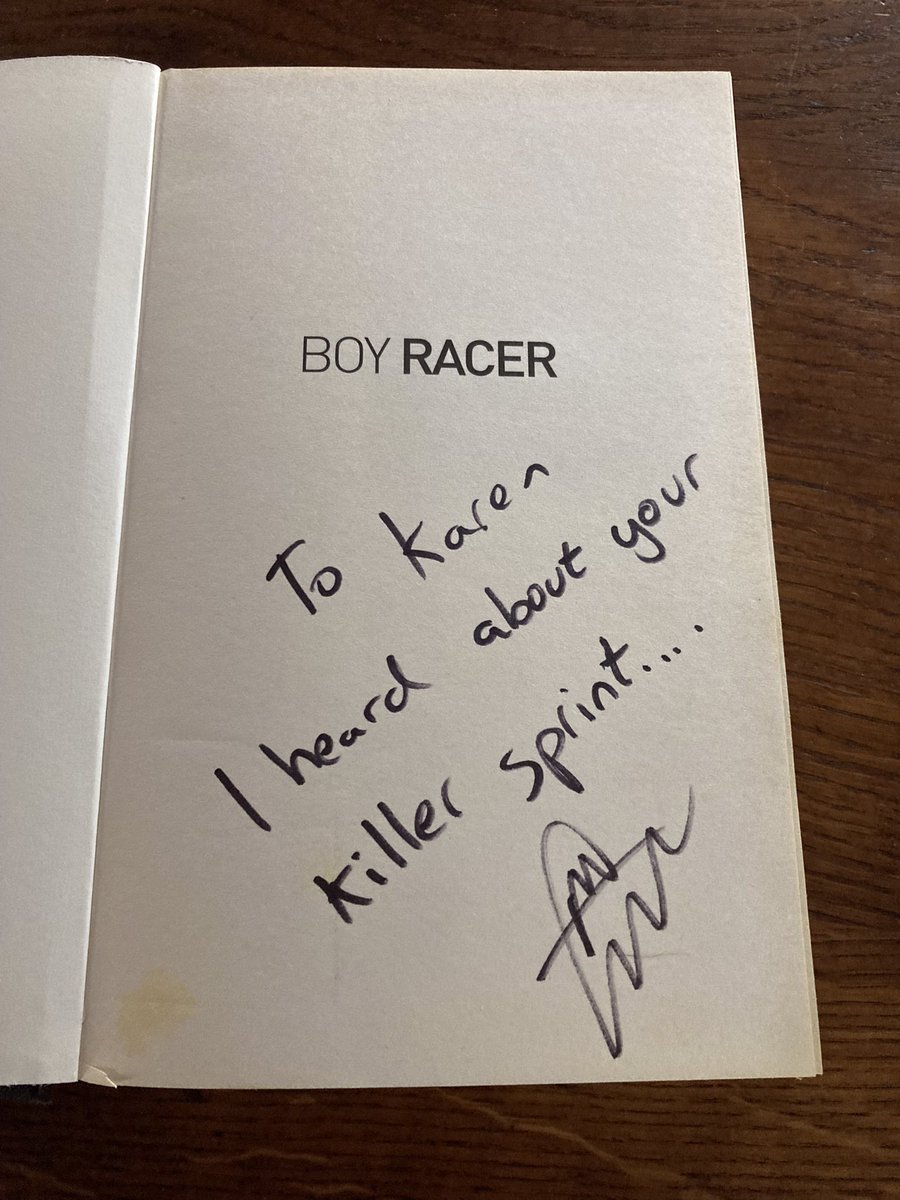 BOY RACER
To Karen
I heard about your
killer sprint....